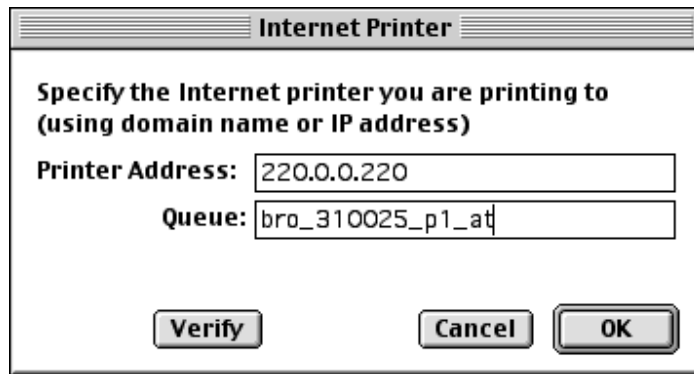 Internet Printer
Specify the Internet printer you are printing to
(using domain name or IP address)
Printer Address: 220.0.0.220
Queue: bro_310025_p1_at
Verify Cancel OK